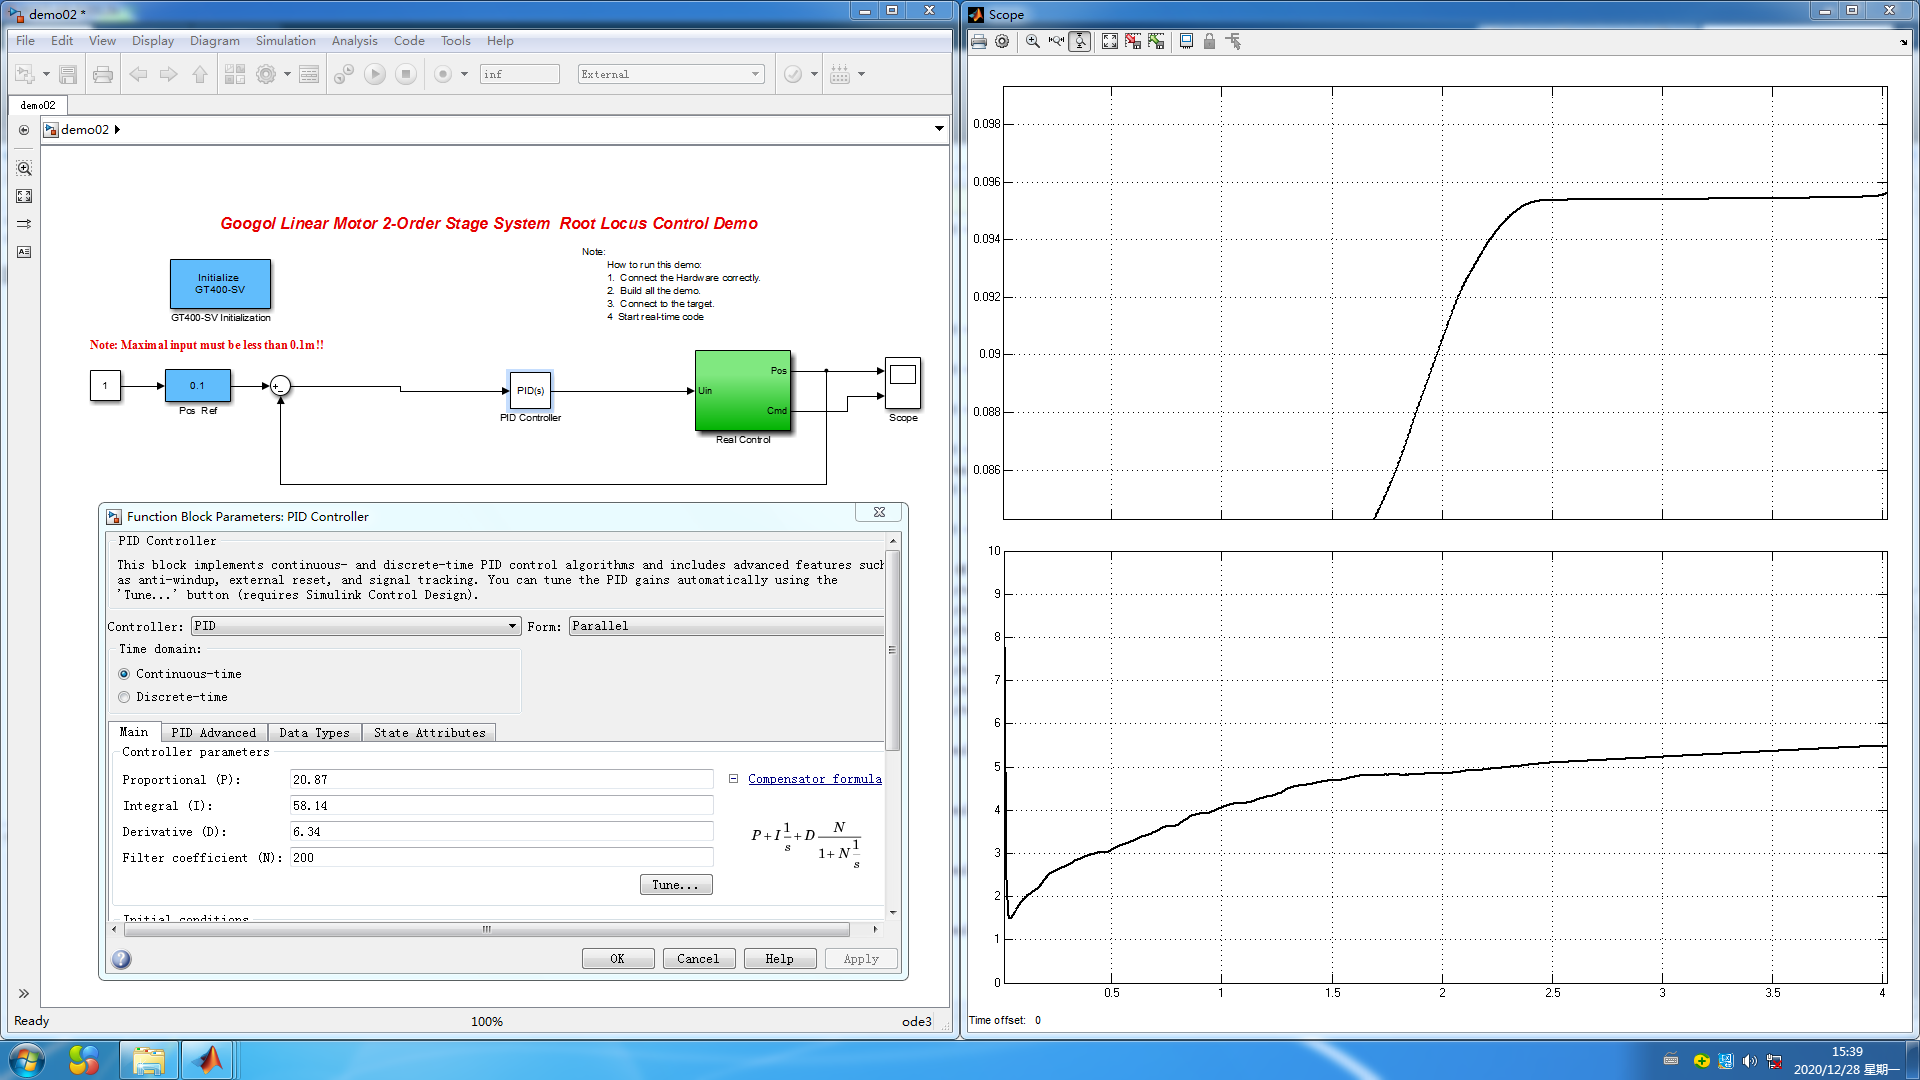 demo02 *
File Edit View Display Diagram Simulation Analysis Code Tools Help
inf External
demo02
demo02
Googol Linear Motor 2-Order Stage System Root Locus Control Demo
Note:
How to run this demo:
1. Connect the Hardware correctly.
2. Build all the demo.
3. Connect to the target.
4 Start real-time code
Initialize
GT400-SV
GT400-SV Initialization
Note: Maximal input must be less than 0.1m!!
1
0.1
Pos Ref
+
-
PID(s)
PID Controller
Uin
Pos
Cmd
Real Control
Scope
Function Block Parameters: PID Controller
PID Controller
This block implements continuous- and discrete-time PID control algorithms and includes advanced features such
as anti-windup, external reset, and signal tracking. You can tune the PID gains automatically using the
'Tune...' button (requires Simulink Control Design).
Controller: PID Form: Parallel
Time domain:
Continuous-time
Discrete-time
Main PID Advanced Data Types State Attributes
Controller parameters
Proportional (P): 20.87
Compensator formula
Integral (I): 58.14
Derivative (D): 6.34
Filter coefficient (N): 200
P+I 1/s +D N/(1+N 1/s)
Tune...
Initial conditions
OK Cancel Help Apply
Ready 100% ode3
Scope
0.098
0.096
0.094
0.092
0.09
0.088
0.086
10
9
8
7
6
5
4
3
2
1
0
0.5 1 1.5 2 2.5 3 3.5 4
Time offset: 0
15:39
2020/12/28 星期一